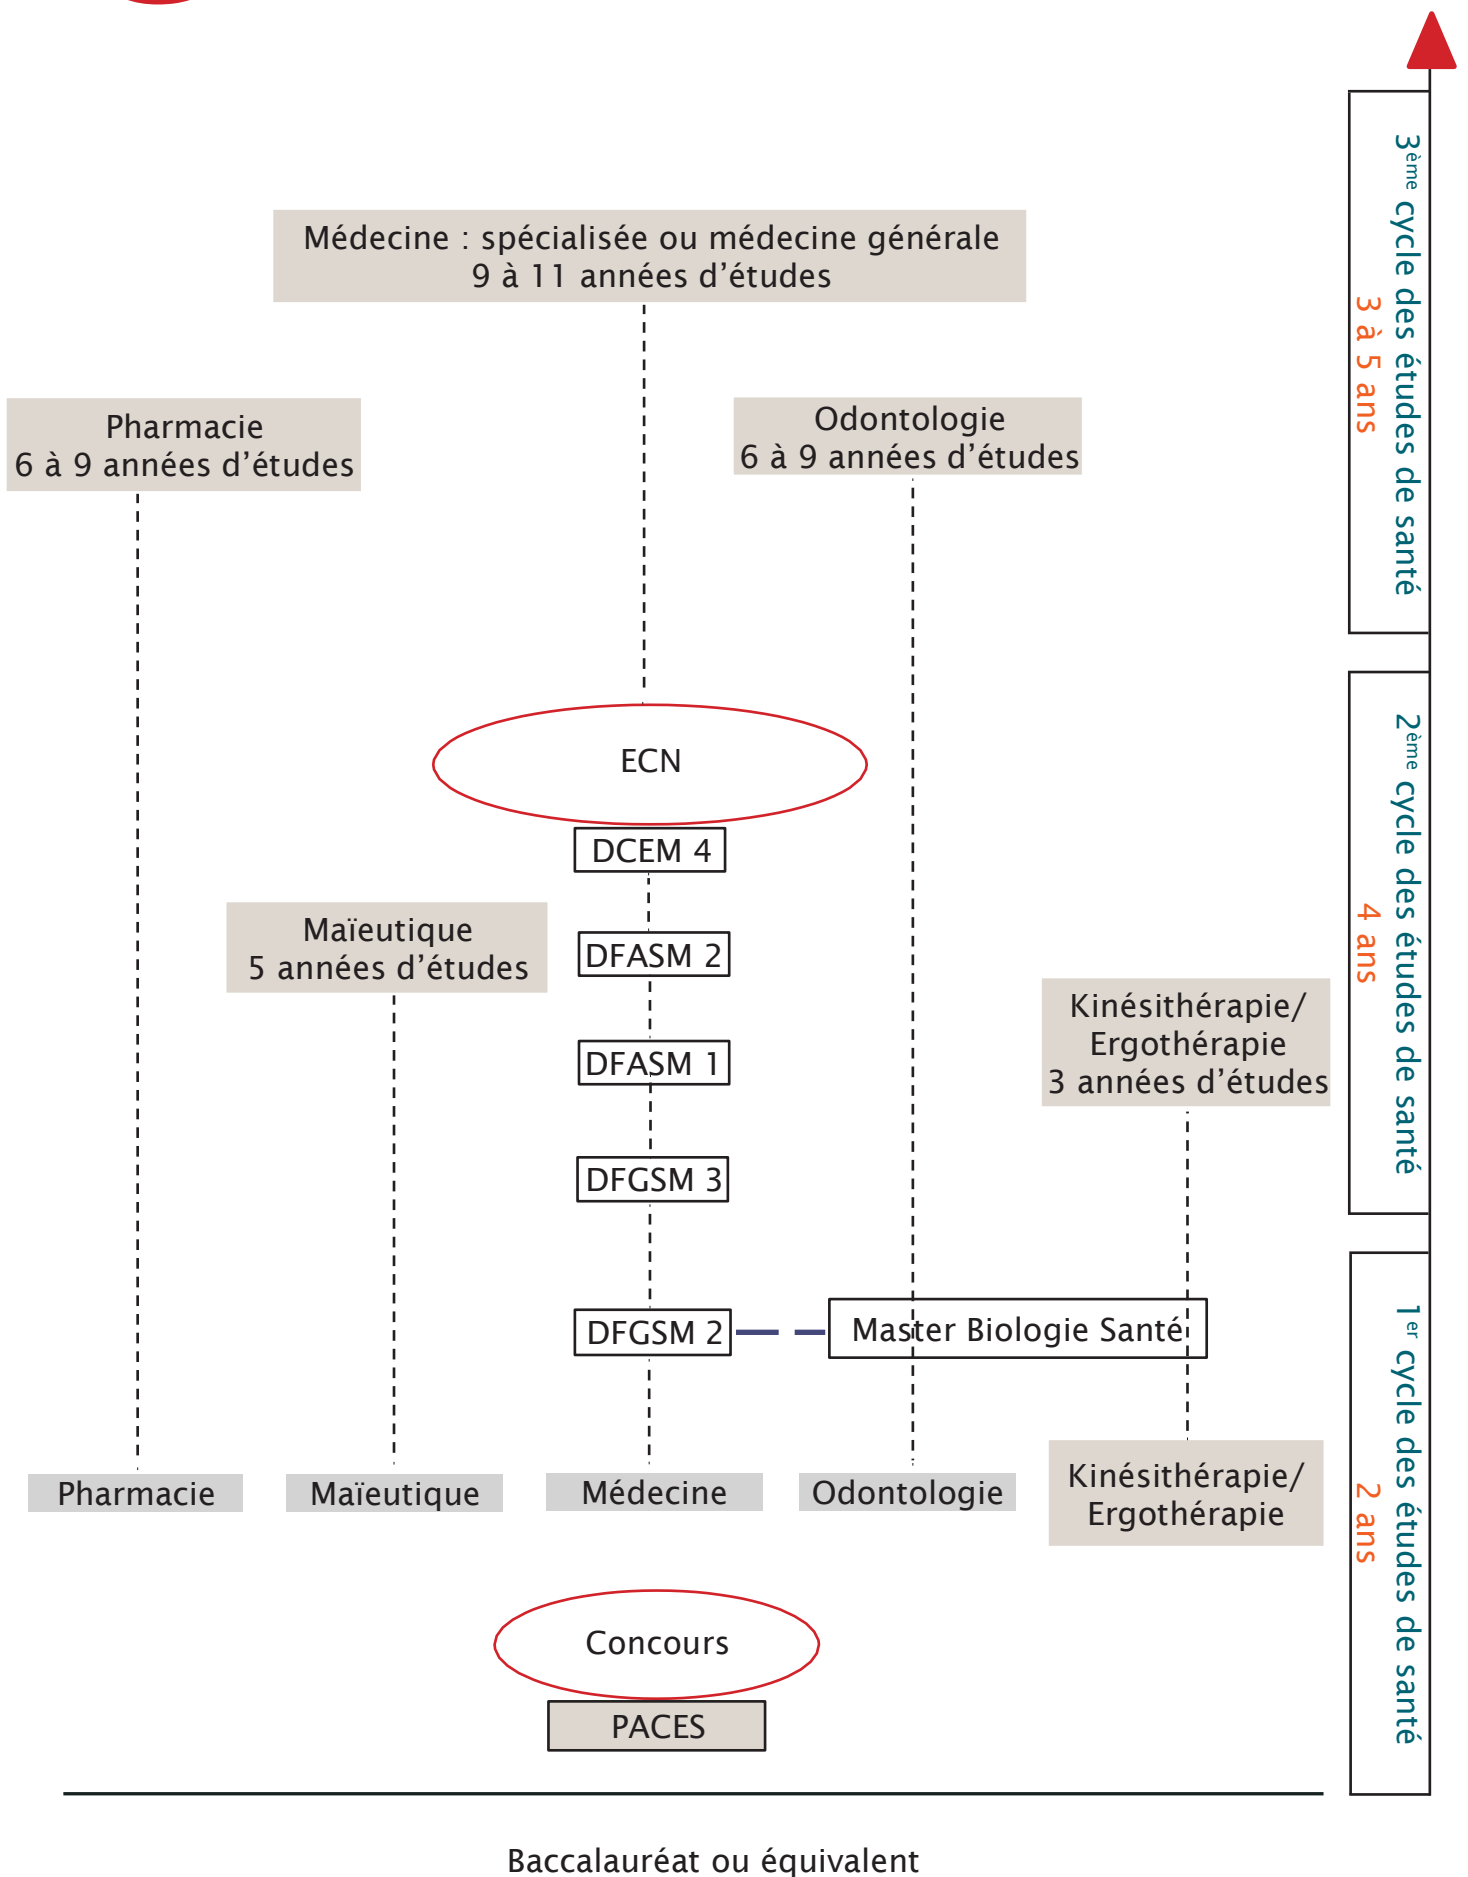 Médecine : spécialisée ou médecine générale
9 à 11 années d’études
Pharmacie
6 à 9 années d’études
Odontologie
6 à 9 années d’études
ECN
DCEM 4
Maïeutique
5 années d’études
DFASM 2
Kinésithérapie/
Ergothérapie
3 années d’études
DFASM 1
DFGSM 3
DFGSM 2
Master Biologie Santé
Pharmacie
Maïeutique
Médecine
Odontologie
Kinésithérapie/
Ergothérapie
Concours
PACES
Baccalauréat ou équivalent
3ème cycle des études de santé
3 à 5 ans
2ème cycle des études de santé
4 ans
1er cycle des études de santé
2 ans